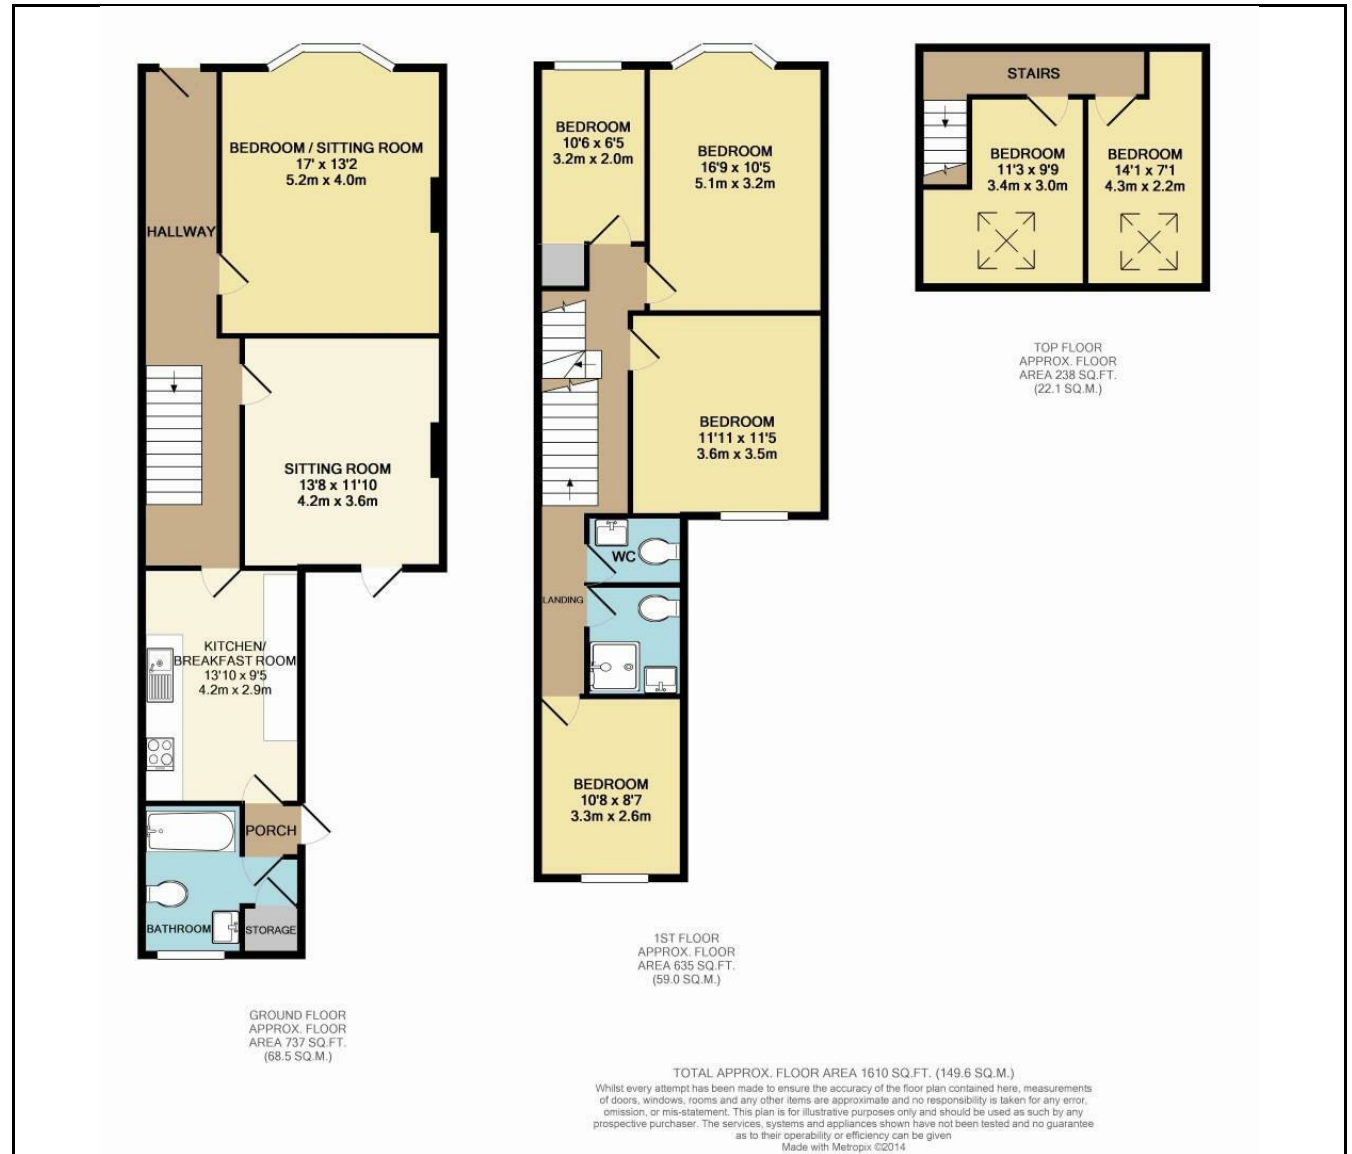 BEDROOM / SITTING ROOM
17' x 13'2
5.2m x 4.0m
HALLWAY
SITTING ROOM
13'8 x 11'10
4.2m x 3.6m
KITCHEN/
BREAKFAST ROOM
13'10 x 9'5
4.2m x 2.9m
PORCH
BATHROOM
STORAGE
GROUND FLOOR
APPROX. FLOOR
AREA 737 SQ.FT.
(68.5 SQ.M.)
BEDROOM
10'6 x 6'5
3.2m x 2.0m
BEDROOM
16'9 x 10'5
5.1m x 3.2m
BEDROOM
11'11 x 11'5
3.6m x 3.5m
WC
LANDING
BEDROOM
10'8 x 8'7
3.3m x 2.6m
1ST FLOOR
APPROX. FLOOR
AREA 635 SQ.FT.
(59.0 SQ.M.)
STAIRS
BEDROOM
11'3 x 9'9
3.4m x 3.0m
BEDROOM
14'1 x 7'1
4.3m x 2.2m
TOP FLOOR
APPROX. FLOOR
AREA 238 SQ.FT.
(22.1 SQ.M.)
TOTAL APPROX. FLOOR AREA 1610 SQ.FT. (149.6 SQ.M.)
Whilst every attempt has been made to ensure the accuracy of the floor plan contained here, measurements
of doors, windows, rooms and any other items are approximate and no responsibility is taken for any error,
omission, or mis-statement. This plan is for illustrative purposes only and should be used as such by any
prospective purchaser. The services, systems and appliances shown have not been tested and no guarantee
as to their operability or efficiency can be given
Made with Metropix ©2014